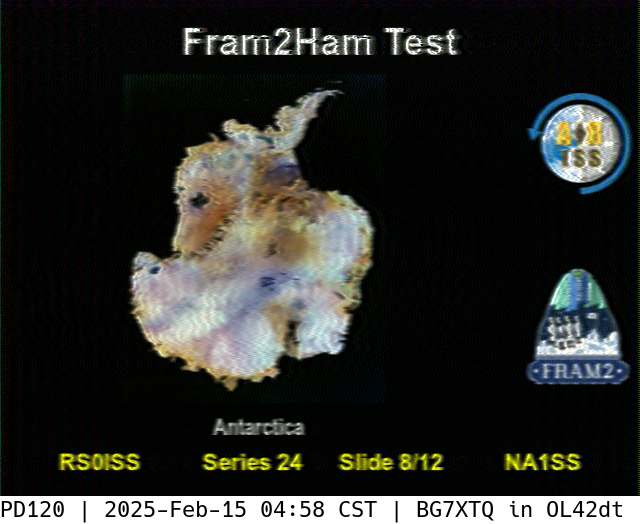 Fram2Ham Test
ISS
FRAM2
Antarctica
RS0ISS Series 24 Slide 8/12 NA1SS
PD120 | 2025-Feb-15 04:58 CST | BG7XTQ in OL42dt